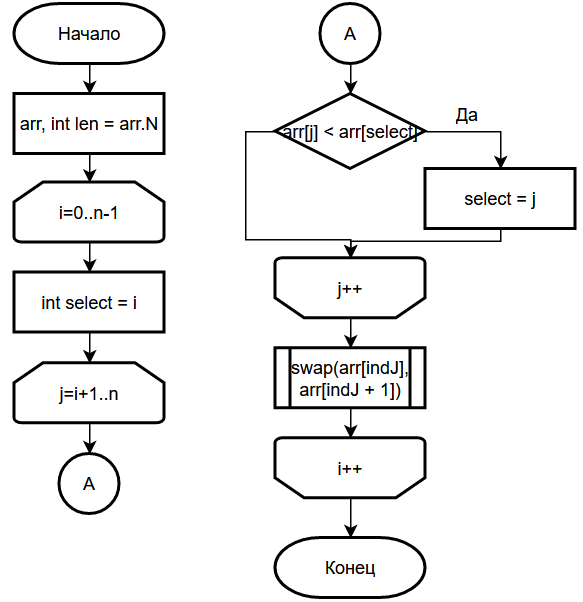 Начало
arr, int len = arr.N
i=0..n-1
int select = i
j=i+1..n
А
А
arr[j] < arr[select]
Да
select = j
j++
swap(arr[indJ],
arr[indJ + 1])
i++
Конец